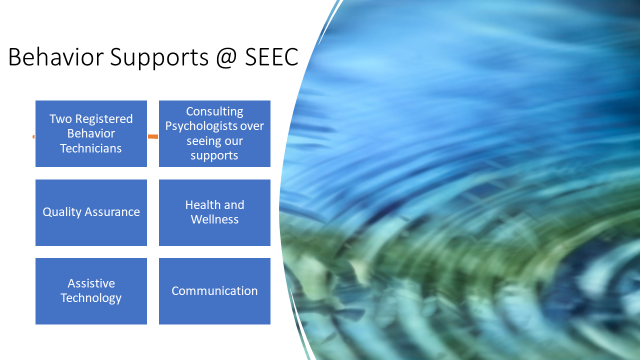 Behavior Supports @ SEEC
Two Registered
Behavior
Technicians
Consulting
Psychologists over
seeing our
supports
Quality Assurance
Health and
Wellness
Assistive
Technology
Communication